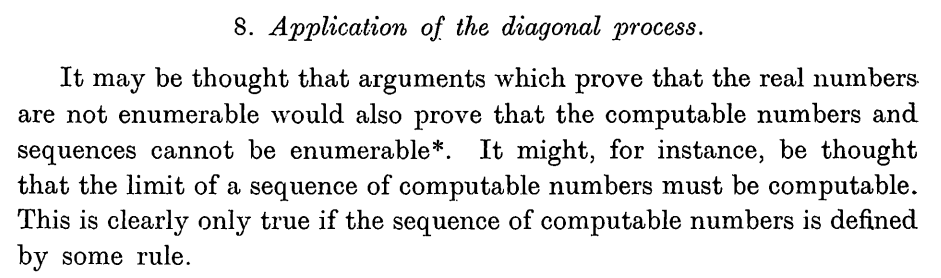 8. Application of the diagonal process.
It may be thought that arguments which prove that the real numbers
are not enumerable would also prove that the computable numbers and
sequences cannot be enumerable*. It might, for instance, be thought
that the limit of a sequence of computable numbers must be computable.
This is clearly only true if the sequence of computable numbers is defined
by some rule.